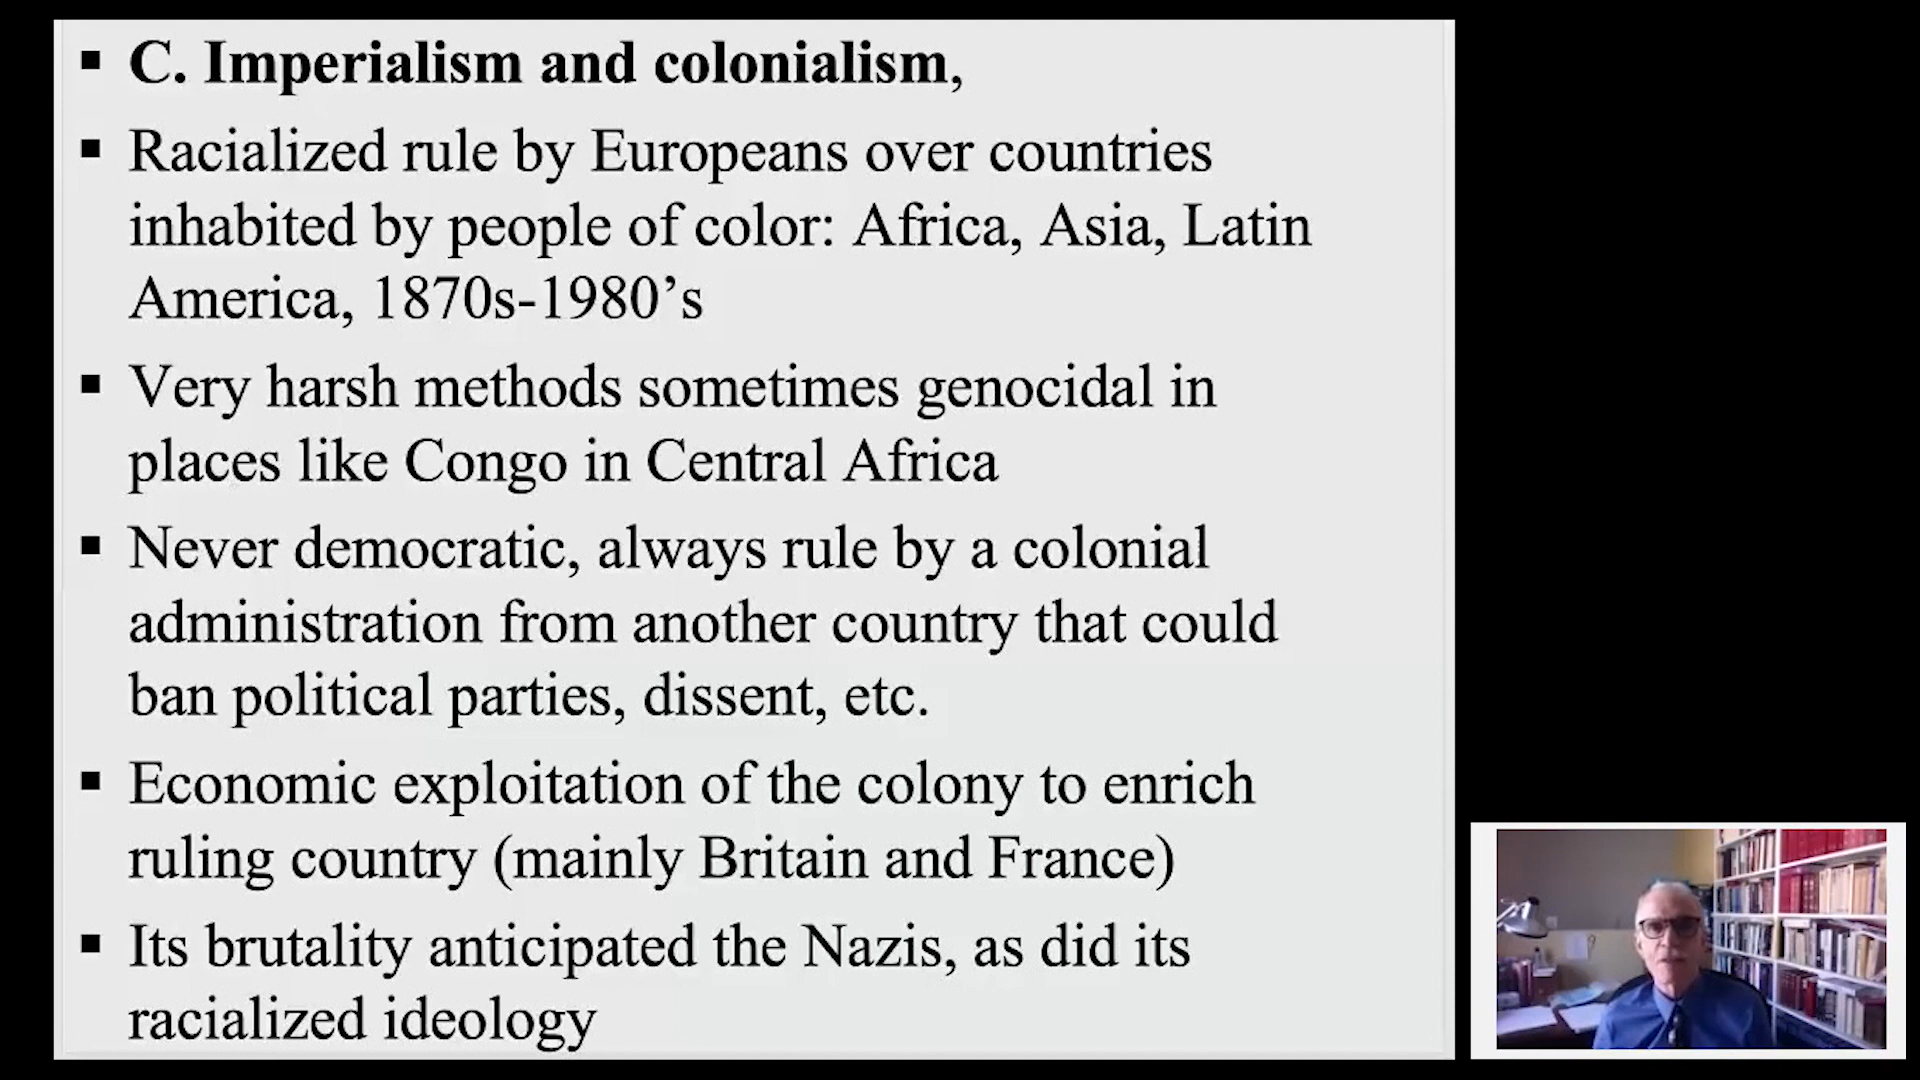 ▪ C. Imperialism and colonialism,
▪ Racialized rule by Europeans over countries
inhabited by people of color: Africa, Asia, Latin
America, 1870s-1980’s
▪ Very harsh methods sometimes genocidal in
places like Congo in Central Africa
▪ Never democratic, always rule by a colonial
administration from another country that could
ban political parties, dissent, etc.
▪ Economic exploitation of the colony to enrich
ruling country (mainly Britain and France)
▪ Its brutality anticipated the Nazis, as did its
racialized ideology